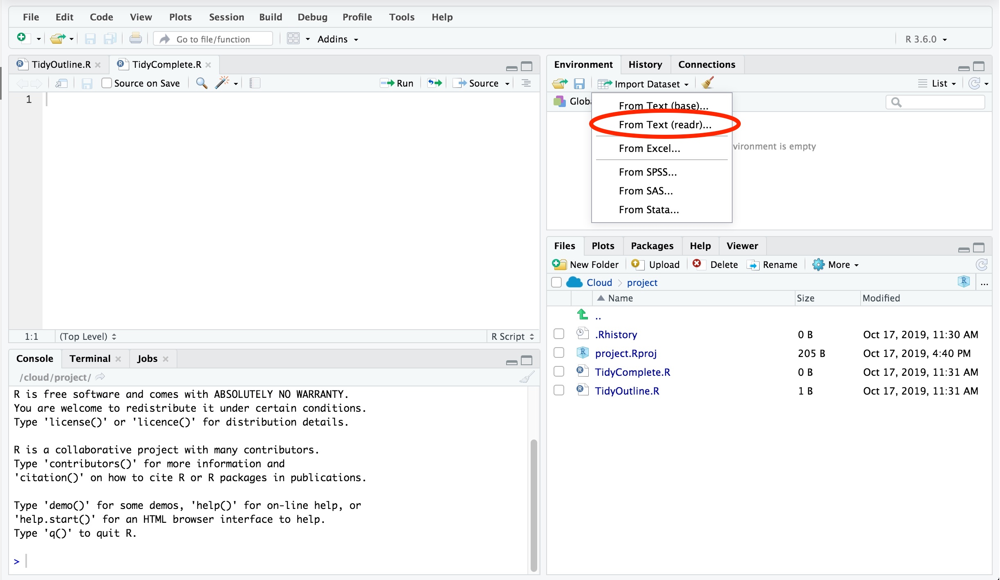 File Edit Code View Plots Session Build Debug Profile Tools Help
Go to file/function Addins R 3.6.0
TidyOutline.R TidyComplete.R
Source on Save Run Source
1
1:1 (Top Level) R Script
Console Terminal Jobs
/cloud/project/
R is free software and comes with ABSOLUTELY NO WARRANTY.
You are welcome to redistribute it under certain conditions.
Type 'license()' or 'licence()' for distribution details.
R is a collaborative project with many contributors.
Type 'contributors()' for more information and
'citation()' on how to cite R or R packages in publications.
Type 'demo()' for some demos, 'help()' for on-line help, or
'help.start()' for an HTML browser interface to help.
Type 'q()' to quit R.
>
Environment History Connections
Import Dataset List
Globa
From Text (base)...
From Text (readr)...
From Excel...
From SPSS...
From SAS...
From Stata...
vironment is empty
Files Plots Packages Help Viewer
New Folder Upload Delete Rename More
Cloud > project R ...
Name Size Modified
..
.Rhistory 0 B Oct 17, 2019, 11:30 AM
project.Rproj 205 B Oct 17, 2019, 4:40 PM
TidyComplete.R 0 B Oct 17, 2019, 11:31 AM
TidyOutline.R 1 B Oct 17, 2019, 11:31 AM